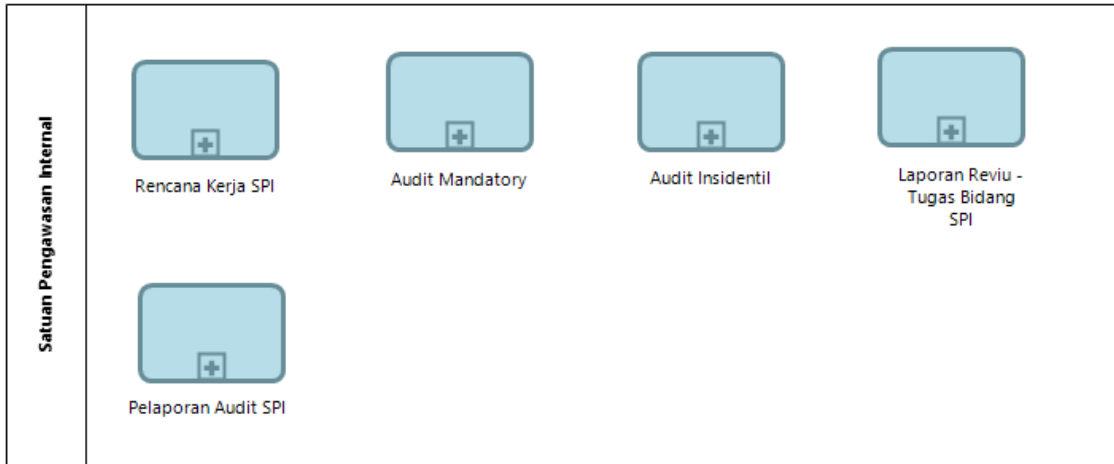 Satuan Pengawasan Internal
Rencana Kerja SPI
Audit Mandatory
Audit Insidentil
Laporan Reviu -
Tugas Bidang
SPI
Pelaporan Audit SPI